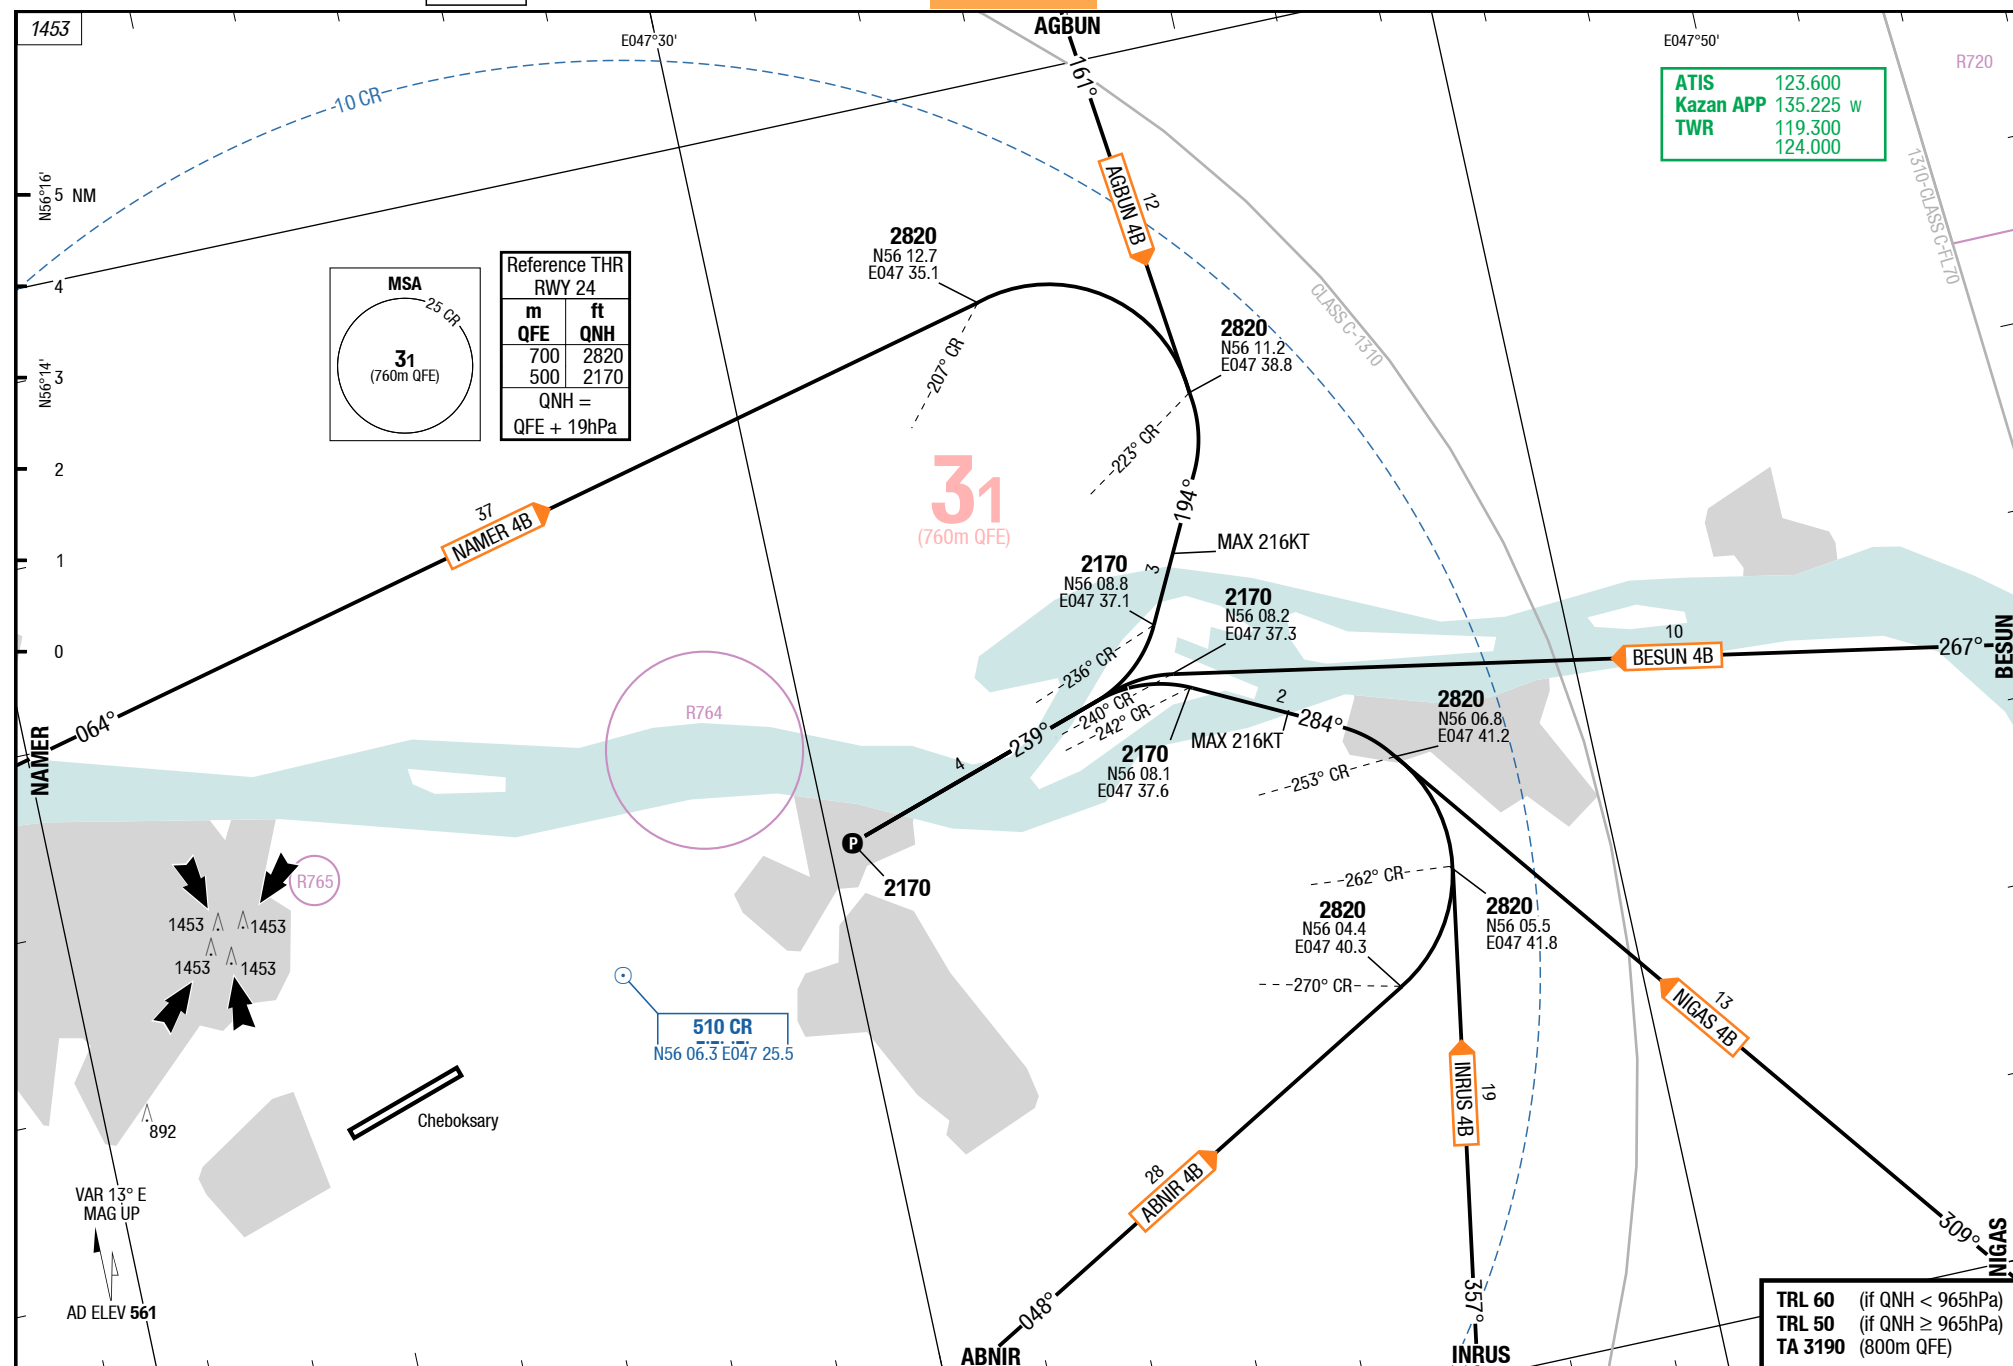 1453
AGBUN
E047°30'
E047°50'
R720
ATIS 123.600
Kazan APP 135.225 W
TWR 119.300
124.000
10 CR
161°
1310-CLASS C-FL70
N56°16'
5 NM
AGBUN 4B
12
2820
N56 12.7
E047 35.1
4
MSA
25 CR
31
(760m QFE)
Reference THR
RWY 24
m ft
QFE QNH
700 2820
500 2170
QNH =
QFE + 19hPa
CLASS C-1310
2820
N56 11.2
E047 38.8
207° CR
N56°14'
3
223° CR
2
31
(760m QFE)
194°
37
NAMER 4B
MAX 216KT
1
2170
N56 08.8
E047 37.1
3
2170
N56 08.2
E047 37.3
0
236° CR
10
BESUN 4B
267°
BESUN
240° CR
242° CR
2
284°
2820
N56 06.8
E047 41.2
R764
064°
NAMER
239°
4
2170
N56 08.1
E047 37.6
MAX 216KT
253° CR
P
2170
R765
262° CR
2820
N56 04.4
E047 40.3
2820
N56 05.5
E047 41.8
1453
1453
1453
1453
270° CR
510 CR
N56 06.3 E047 25.5
13
NIGAS 4B
INRUS 4B
19
Cheboksary
892
28
ABNIR 4B
VAR 13° E
MAG UP
309°
NIGAS
AD ELEV 561
048°
357°
ABNIR
INRUS
TRL 60 (if QNH < 965hPa)
TRL 50 (if QNH ≥ 965hPa)
TA 3190 (800m QFE)